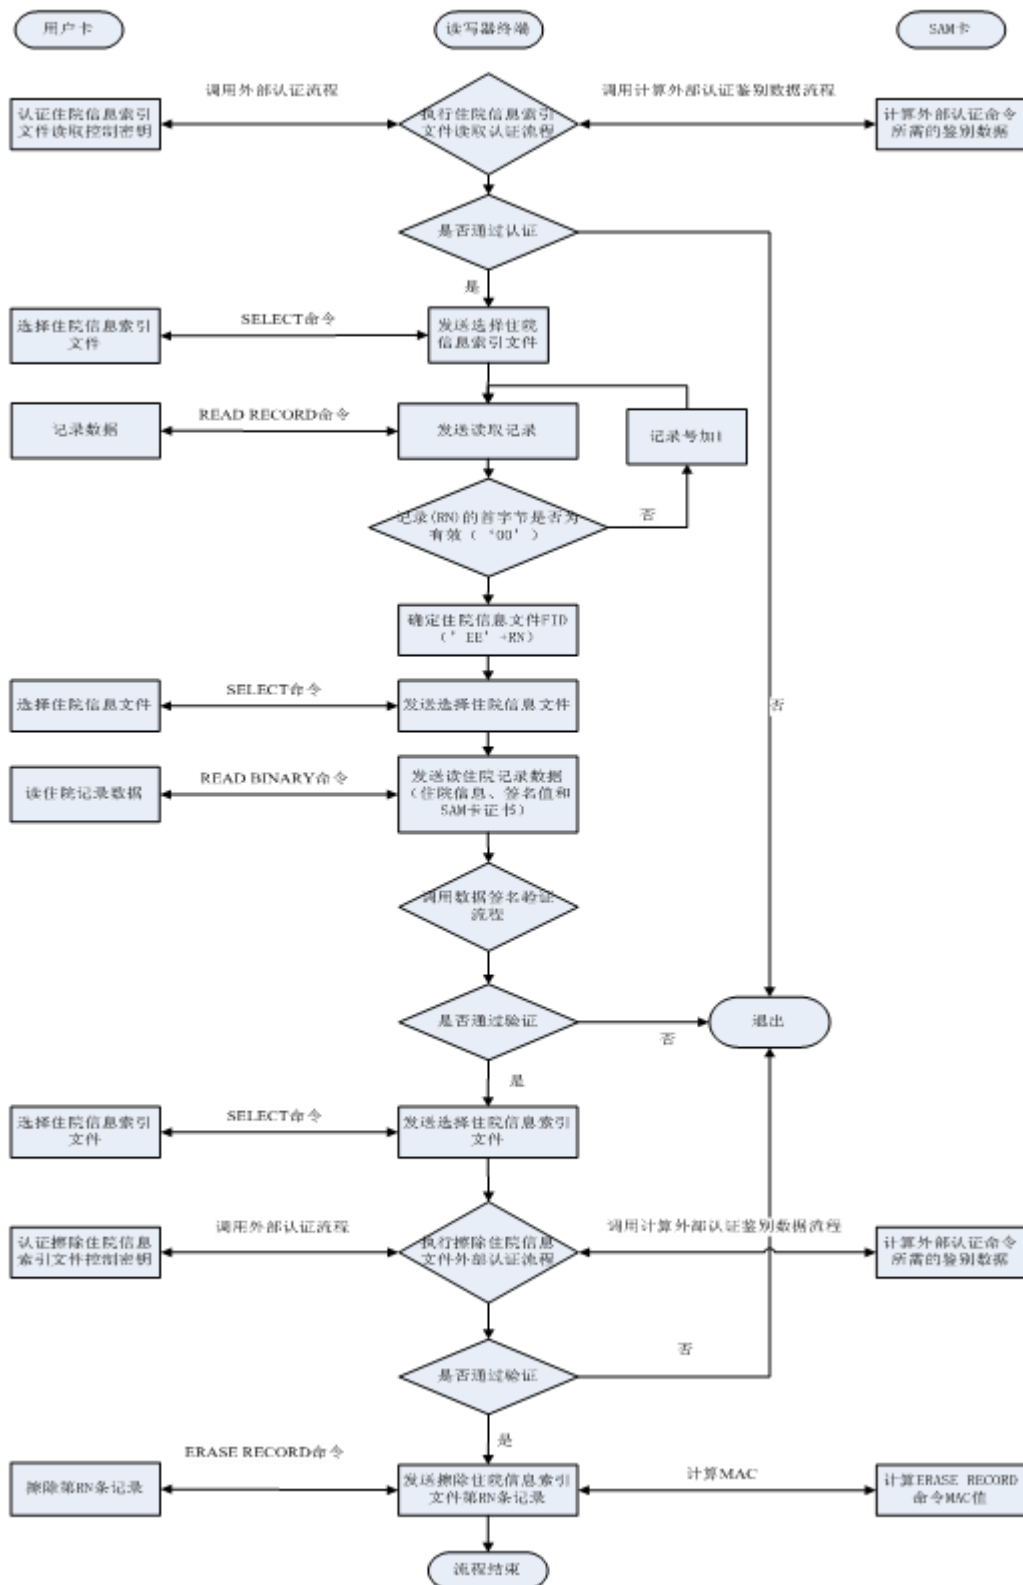 用户卡
读写器终端
SAM卡
调用外部认证流程
调用计算外部认证鉴别数据流程
认证住院信息索引
文件读取控制密钥
执行住院信息索引
文件读取认证流程
计算外部认证命令
所需的鉴别数据
是否通过认证
是
选择住院信息索引
文件
SELECT命令
发送选择住院
信息索引文件
记录数据
READ RECORD命令
发送读取记录
记录号加1
记录(RN)的首字节是否为
有效（‘00’）
否
确定住院信息文件FID
（’EE’+RN）
选择住院信息文件
SELECT命令
发送选择住院信息文件
否
读住院记录数据
READ BINARY命令
发送读住院记录数据
（住院信息、签名值和
SAM卡证书）
调用数据签名验证
流程
是否通过验证
否
退出
是
选择住院信息索引
文件
SELECT命令
发送选择住院信息索引
文件
调用外部认证流程
调用计算外部认证鉴别数据流程
认证擦除住院信息
索引文件控制密钥
执行擦除住院信息
文件外部认证流程
计算外部认证命令
所需的鉴别数据
是否通过验证
否
是
擦除第RN条记录
ERASE RECORD命令
发送擦除住院信息索引
文件第RN条记录
计算MAC
计算ERASE RECORD
命令MAC值
流程结束